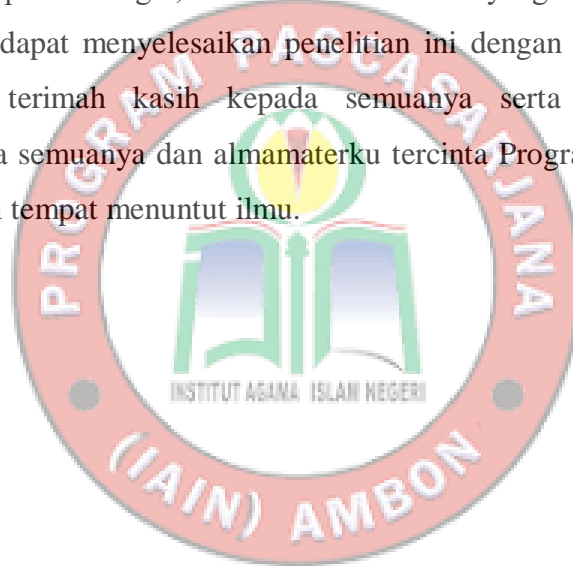 dapat menyelesaikan penelitian ini dengan
terimah kasih kepada semuanya serta
semuanya dan almamaterku tercinta
tempat menuntut ilmu.
PROGRAM PASCASARJANA
INSTITUT AGAMA ISLAM NEGERI
(IAIN) AMBON